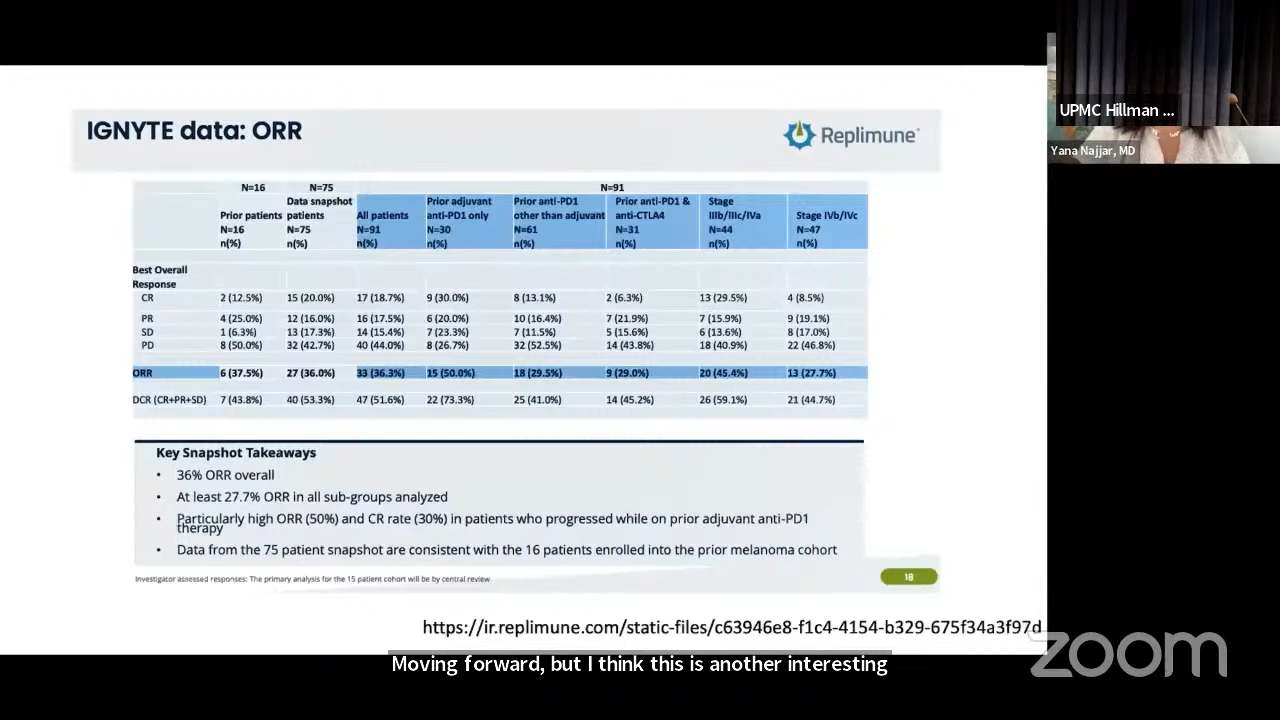 UPMC Hillman ...
Yana Najjar, MD
IGNYTE data: ORR
Replimune
N=16 N=75 N=91
Prior patients N=16 n(%) Data snapshot patients N=75 n(%) All patients N=91 n(%) Prior adjuvant anti-PD1 only N=30 n(%) Prior anti-PD1 other than adjuvant N=61 n(%) Prior anti-PD1 & anti-CTLA4 N=31 n(%) Stage IIIb/IIIc/IVa N=44 n(%) Stage IVb/IVc N=47 n(%)
Best Overall
Response
CR 2 (12.5%) 15 (20.0%) 17 (18.7%) 9 (30.0%) 8 (13.1%) 2 (6.3%) 13 (29.5%) 4 (8.5%)
PR 4 (25.0%) 12 (16.0%) 16 (17.5%) 6 (20.0%) 10 (16.4%) 7 (21.9%) 7 (15.9%) 9 (19.1%)
SD 1 (6.3%) 13 (17.3%) 14 (15.4%) 7 (23.3%) 7 (11.5%) 5 (15.6%) 6 (13.6%) 8 (17.0%)
PD 8 (50.0%) 32 (42.7%) 40 (44.0%) 8 (26.7%) 32 (52.5%) 14 (43.8%) 18 (40.9%) 22 (46.8%)
ORR 6 (37.5%) 27 (36.0%) 33 (36.3%) 15 (50.0%) 18 (29.5%) 9 (29.0%) 20 (45.4%) 13 (27.7%)
DCR (CR+PR+SD) 7 (43.8%) 40 (53.3%) 47 (51.6%) 22 (73.3%) 25 (41.0%) 14 (45.2%) 26 (59.1%) 21 (44.7%)
Key Snapshot Takeaways
• 36% ORR overall
• At least 27.7% ORR in all sub-groups analyzed
• Particularly high ORR (50%) and CR rate (30%) in patients who progressed while on prior adjuvant anti-PD1
therapy
• Data from the 75 patient snapshot are consistent with the 16 patients enrolled into the prior melanoma cohort
Investigator assessed responses: The primary analysis for the 15 patient cohort will be by central review
18
https://ir.replimune.com/static-files/c63946e8-f1c4-4154-b329-675f34a3f97d
Moving forward, but I think this is another interesting
zoom